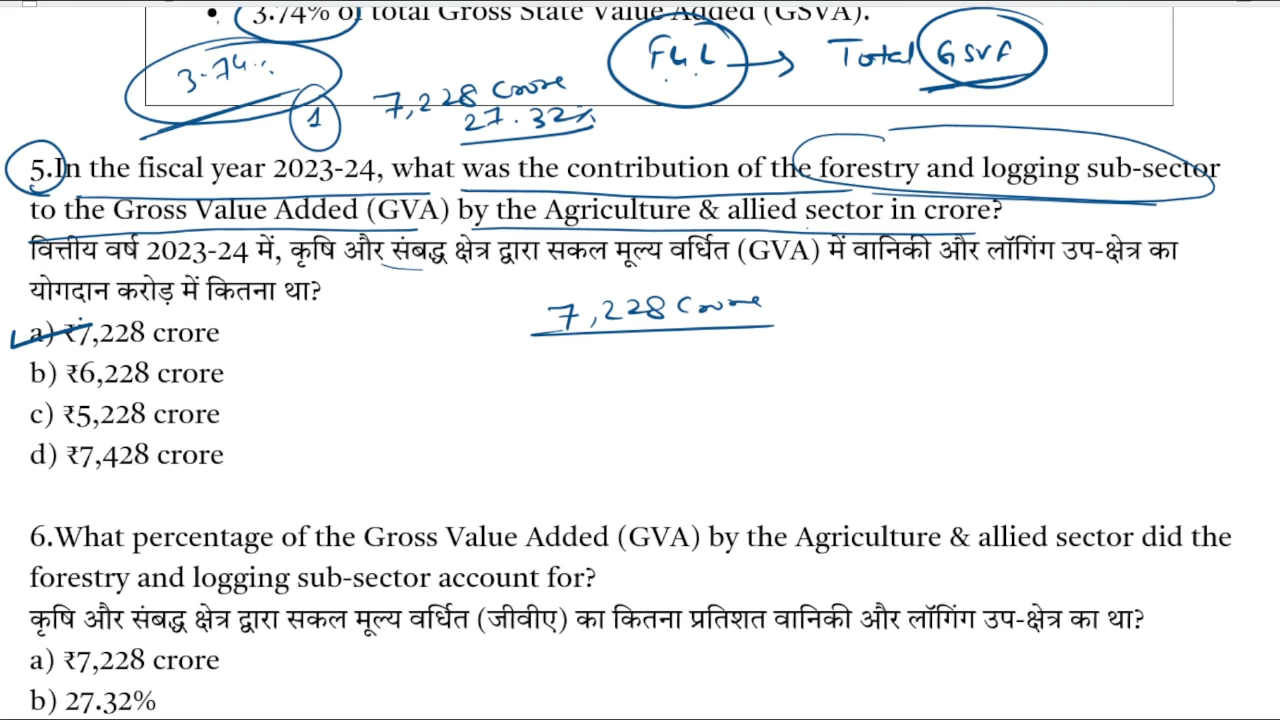 3.74% of total Gross State Value Added (GSVA).
F&L → Total GSVA
3.74%
1 7,228 Crore
27.32%
5.In the fiscal year 2023-24, what was the contribution of the forestry and logging sub-sector
to the Gross Value Added (GVA) by the Agriculture & allied sector in crore?
वित्तीय वर्ष 2023-24 में, कृषि और संबद्ध क्षेत्र द्वारा सकल मूल्य वर्धित (GVA) में वानिकी और लॉगिंग उप-क्षेत्र का
योगदान करोड़ में कितना था?
7,228 Crore
a) ₹7,228 crore
b) ₹6,228 crore
c) ₹5,228 crore
d) ₹7,428 crore
6.What percentage of the Gross Value Added (GVA) by the Agriculture & allied sector did the
forestry and logging sub-sector account for?
कृषि और संबद्ध क्षेत्र द्वारा सकल मूल्य वर्धित (जीवीए) का कितना प्रतिशत वानिकी और लॉगिंग उप-क्षेत्र का था?
a) ₹7,228 crore
b) 27.32%